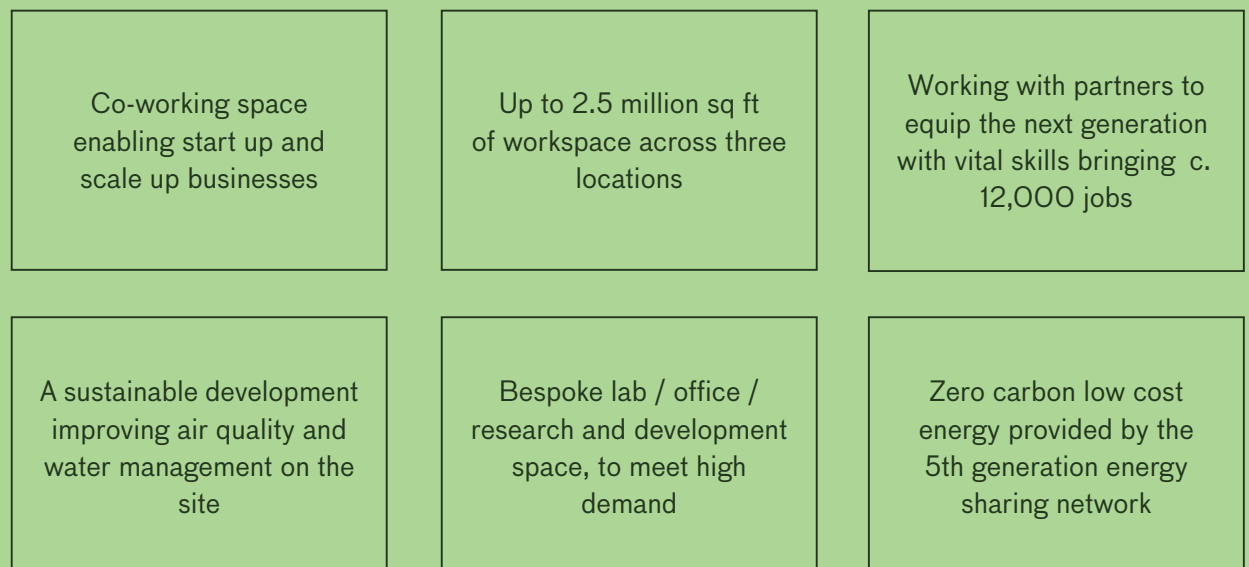 Co-working space
enabling start up and
scale up businesses
Up to 2.5 million sq ft
of workspace across three
locations
Working with partners to
equip the next generation
with vital skills bringing  c.
12,000 jobs
A sustainable development
improving air quality and
water management on the
site
Bespoke lab / office /
research and development
space, to meet high
demand
Zero carbon low cost
energy provided by the
5th generation energy
sharing network